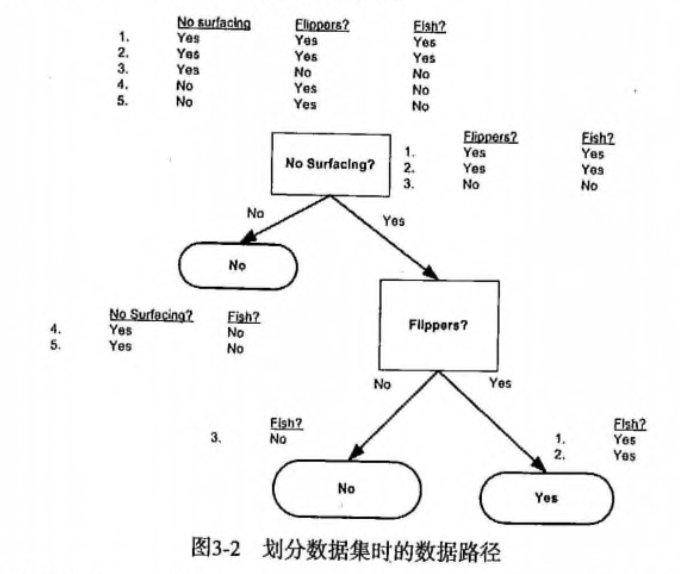 No surfacing Flippers? Fish?
1. Yes Yes Yes
2. Yes Yes Yes
3. Yes No No
4. No Yes No
5. No Yes No
No Surfacing?
Flippers? Fish?
1. Yes Yes
2. Yes Yes
3. No No
No Yes
No
Flippers?
No Surfacing? Fish?
4. Yes No
5. Yes No
No Yes
Fish?
3. No
Fish?
1. Yes
2. Yes
No
Yes
图3-2 划分数据集时的数据路径